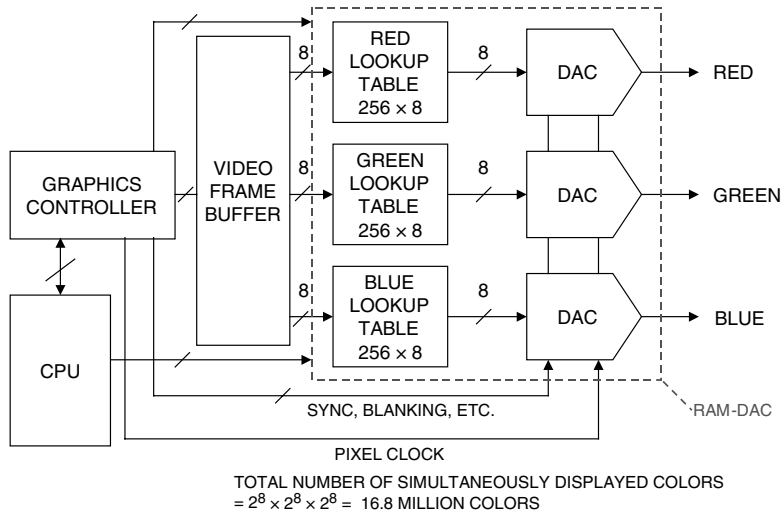 RED
LOOKUP
TABLE
256 × 8
8
8
DAC
RED
GRAPHICS
CONTROLLER
VIDEO
FRAME
BUFFER
8
GREEN
LOOKUP
TABLE
256 × 8
8
DAC
GREEN
CPU
8
BLUE
LOOKUP
TABLE
256 × 8
8
DAC
BLUE
SYNC, BLANKING, ETC.
RAM-DAC
PIXEL CLOCK
TOTAL NUMBER OF SIMULTANEOUSLY DISPLAYED COLORS
= 2⁸ × 2⁸ × 2⁸ = 16.8 MILLION COLORS